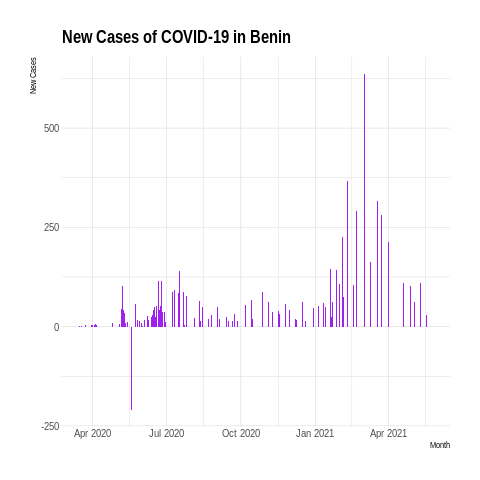 New Cases of COVID-19 in Benin
New Cases
500
250
0
-250
Apr 2020 Jul 2020 Oct 2020 Jan 2021 Apr 2021
Month